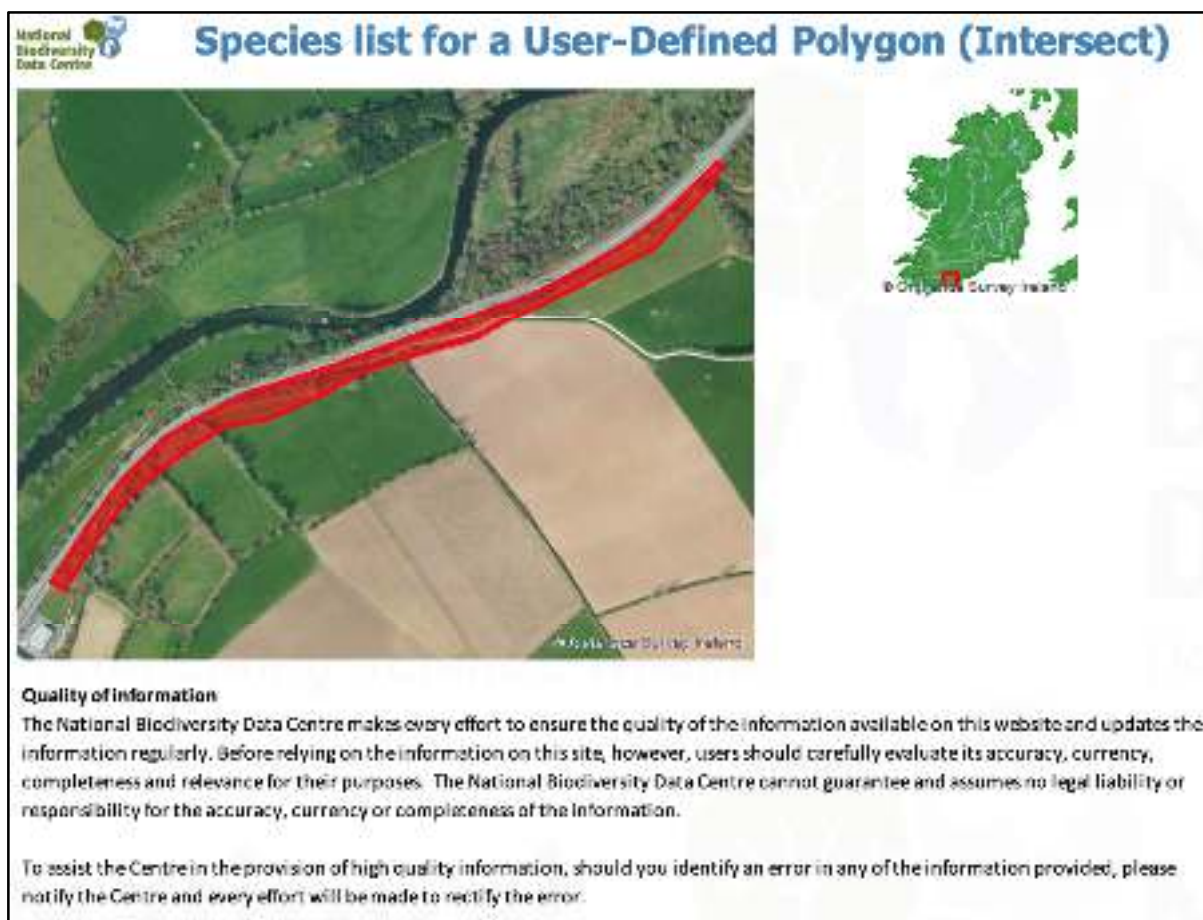 National
Biodiversity
Data Centre
Species list for a User-Defined Polygon (Intersect)
© Ordnance Survey Ireland
© Ordnance Survey Ireland
Quality of information
The National Biodiversity Data Centre makes every effort to ensure the quality of the information available on this website and updates the
information regularly. Before relying on the information on this site, however, users should carefully evaluate its accuracy, currency,
completeness and relevance for their purposes. The National Biodiversity Data Centre cannot guarantee and assumes no legal liability or
responsibility for the accuracy, currency or completeness of the information.
To assist the Centre in the provision of high quality information, should you identify an error in any of the information provided, please
notify the Centre and every effort will be made to rectify the error.